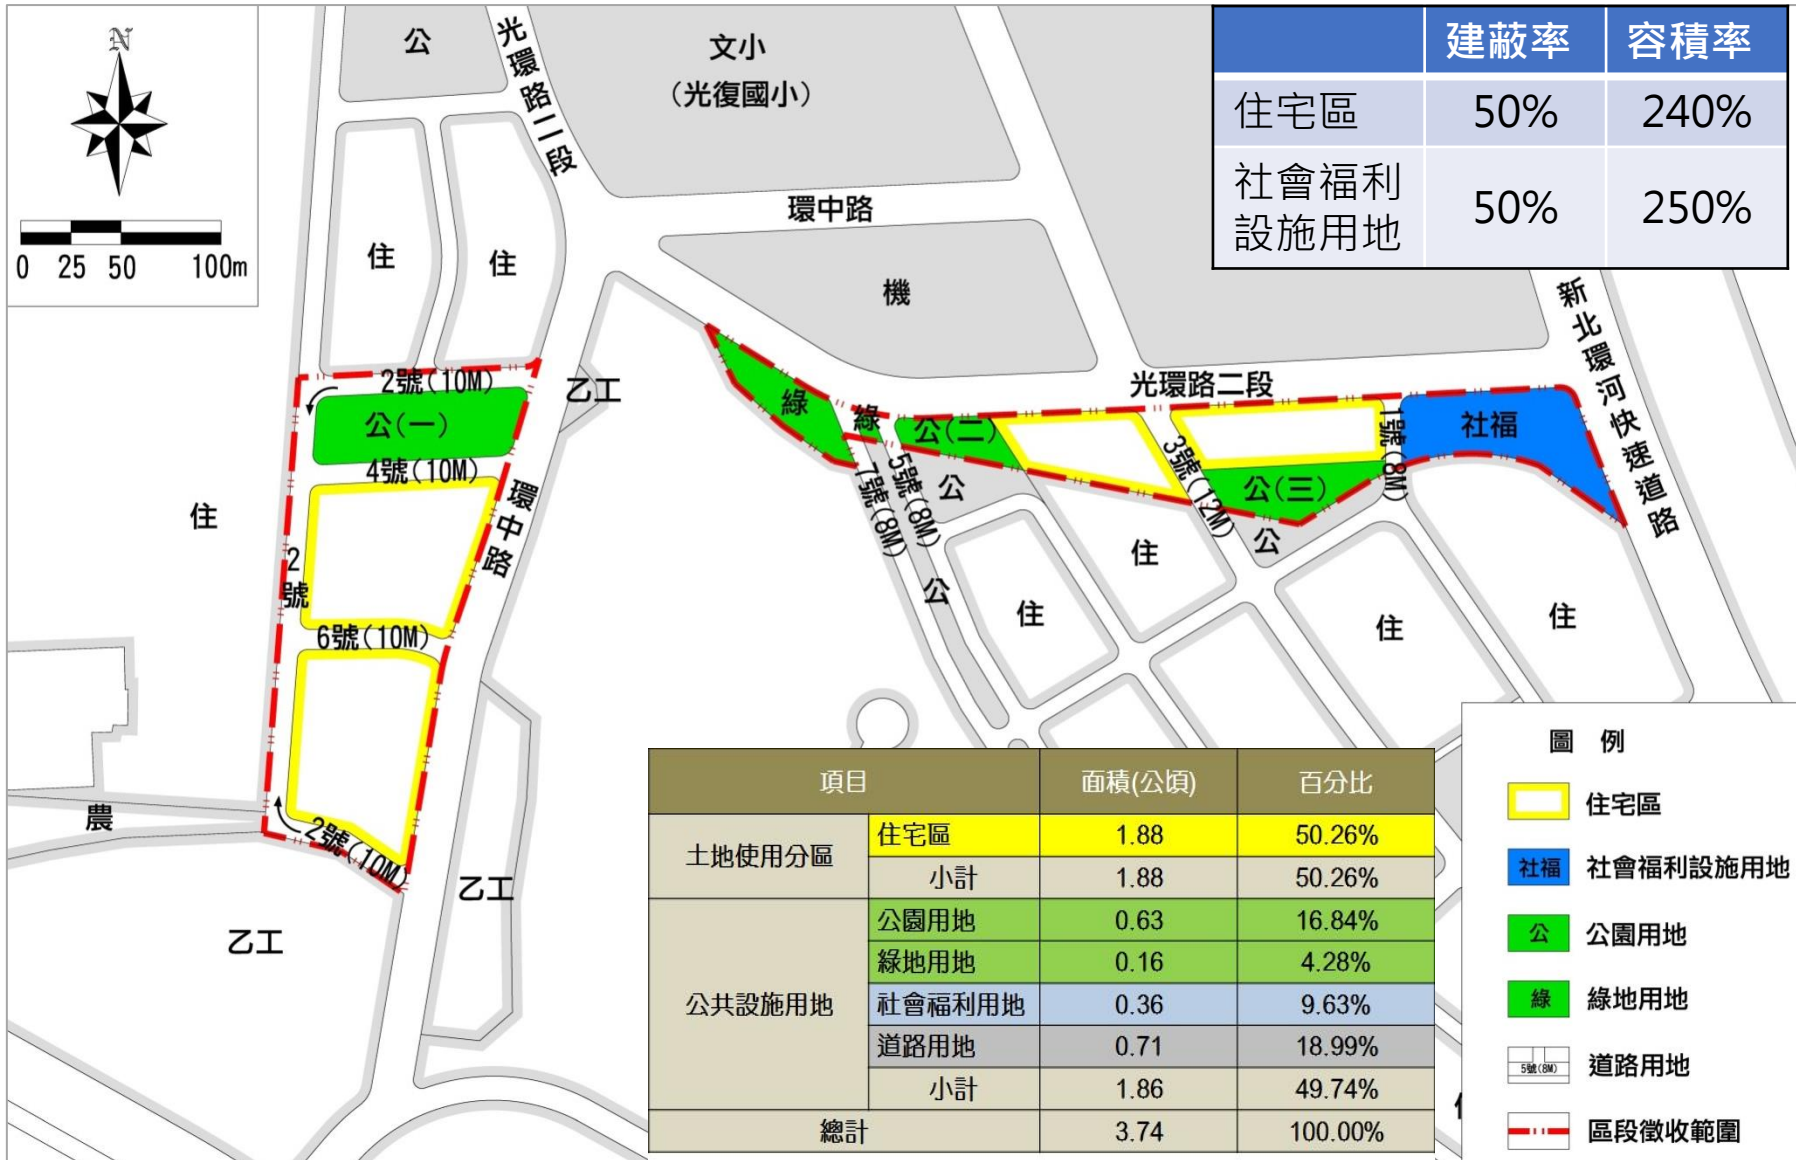 N
0 25 50 100m
公
光環路二段
文小
(光復國小)
建蔽率 容積率
住宅區 50% 240%
社會福利
設施用地 50% 250%
環中路
住
住
機
新北環河快速道路
2號(10M)
乙工
公(一)
4號(10M)
環中路
住
2號
6號(10M)
2號(10M)
農
乙工
乙工
綠
綠
公(二)
光環路二段
1號(8M)
社福
3號(12M)
公(三)
5號(8M)
7號(8M)
公
公
公
住
住
住
住
項目 面積(公頃) 百分比
土地使用分區 住宅區 1.88 50.26%
小計 1.88 50.26%
公共設施用地 公園用地 0.63 16.84%
綠地用地 0.16 4.28%
社會福利用地 0.36 9.63%
道路用地 0.71 18.99%
小計 1.86 49.74%
總計 3.74 100.00%
圖 例
住宅區
社福 社會福利設施用地
公 公園用地
綠 綠地用地
5號(8M) 道路用地
區段徵收範圍